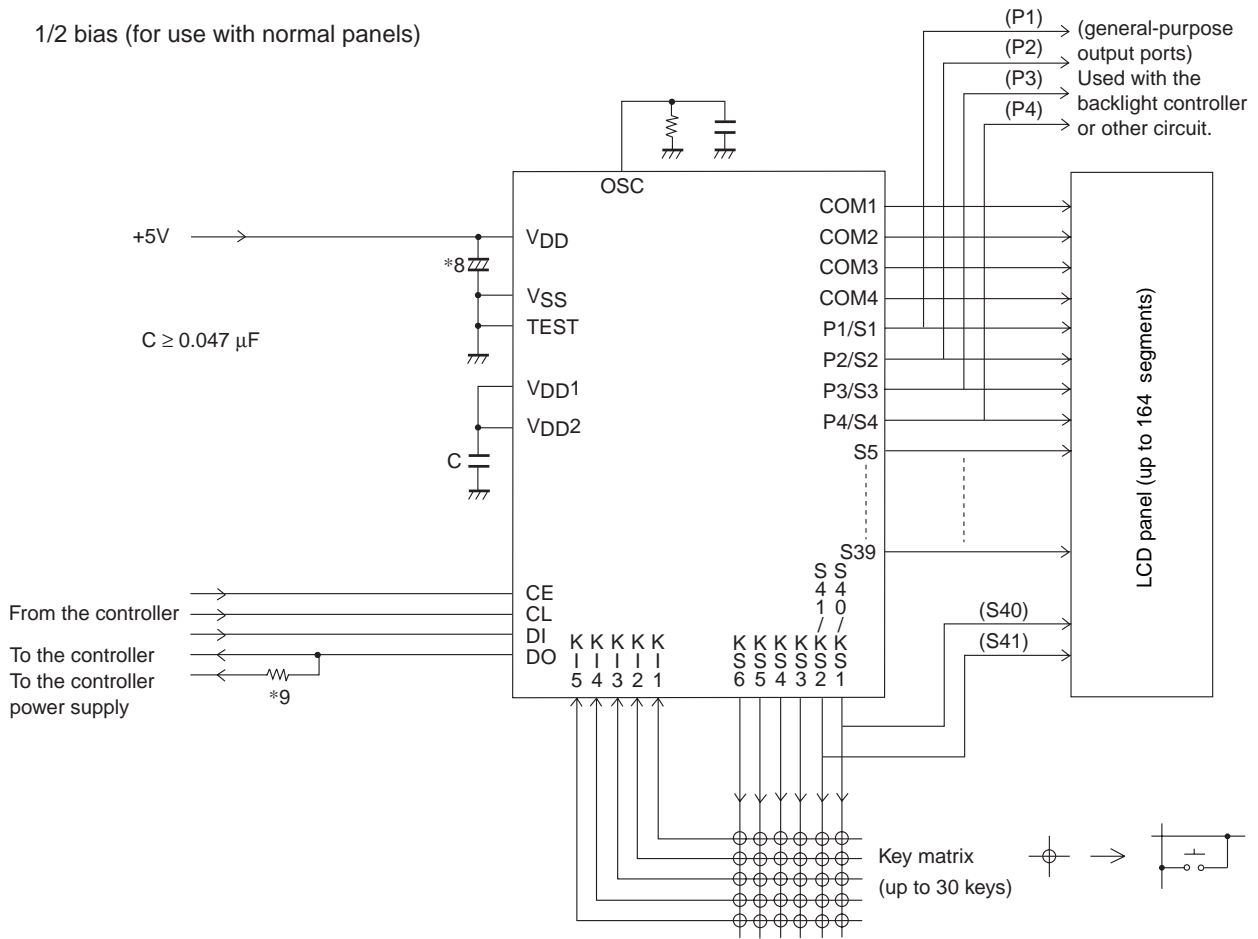 1/2 bias (for use with normal panels)
(P1)
(P2)
(P3)
(P4)
(general-purpose
output ports)
Used with the
backlight controller
or other circuit.
OSC
+5V
VDD
*8
VSS
TEST
C ≥ 0.047 μF
VDD1
VDD2
C
COM1
COM2
COM3
COM4
P1/S1
P2/S2
P3/S3
P4/S4
S5
S39
LCD panel (up to 164 segments)
(S40)
(S41)
From the controller
CE
CL
DI
DO
To the controller
To the controller
power supply
*9
KI5
KI4
KI3
KI2
KI1
KS6
KS5
KS4
KS3
S41/KS2
S40/KS1
Key matrix
(up to 30 keys)